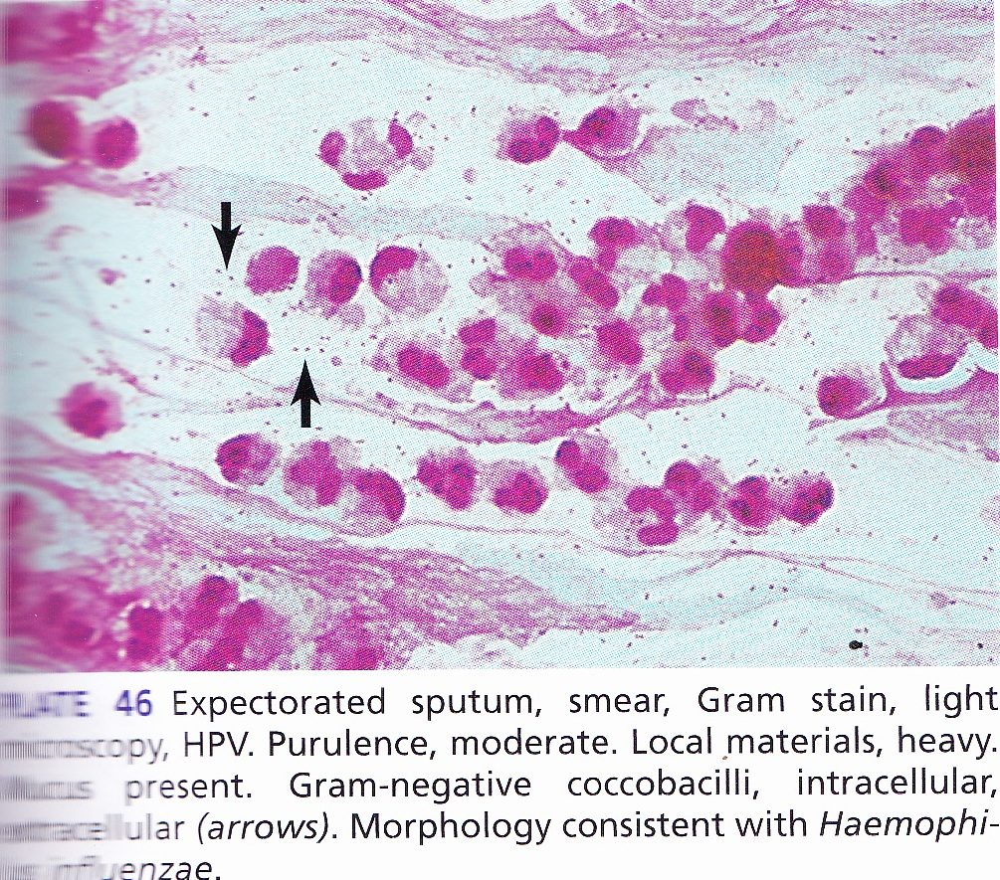 PLATE 46 Expectorated sputum, smear, Gram stain, light
microscopy, HPV. Purulence, moderate. Local materials, heavy.
Mucus present. Gram-negative coccobacilli, intracellular,
extracellular (arrows). Morphology consistent with Haemophi-
lus influenzae.